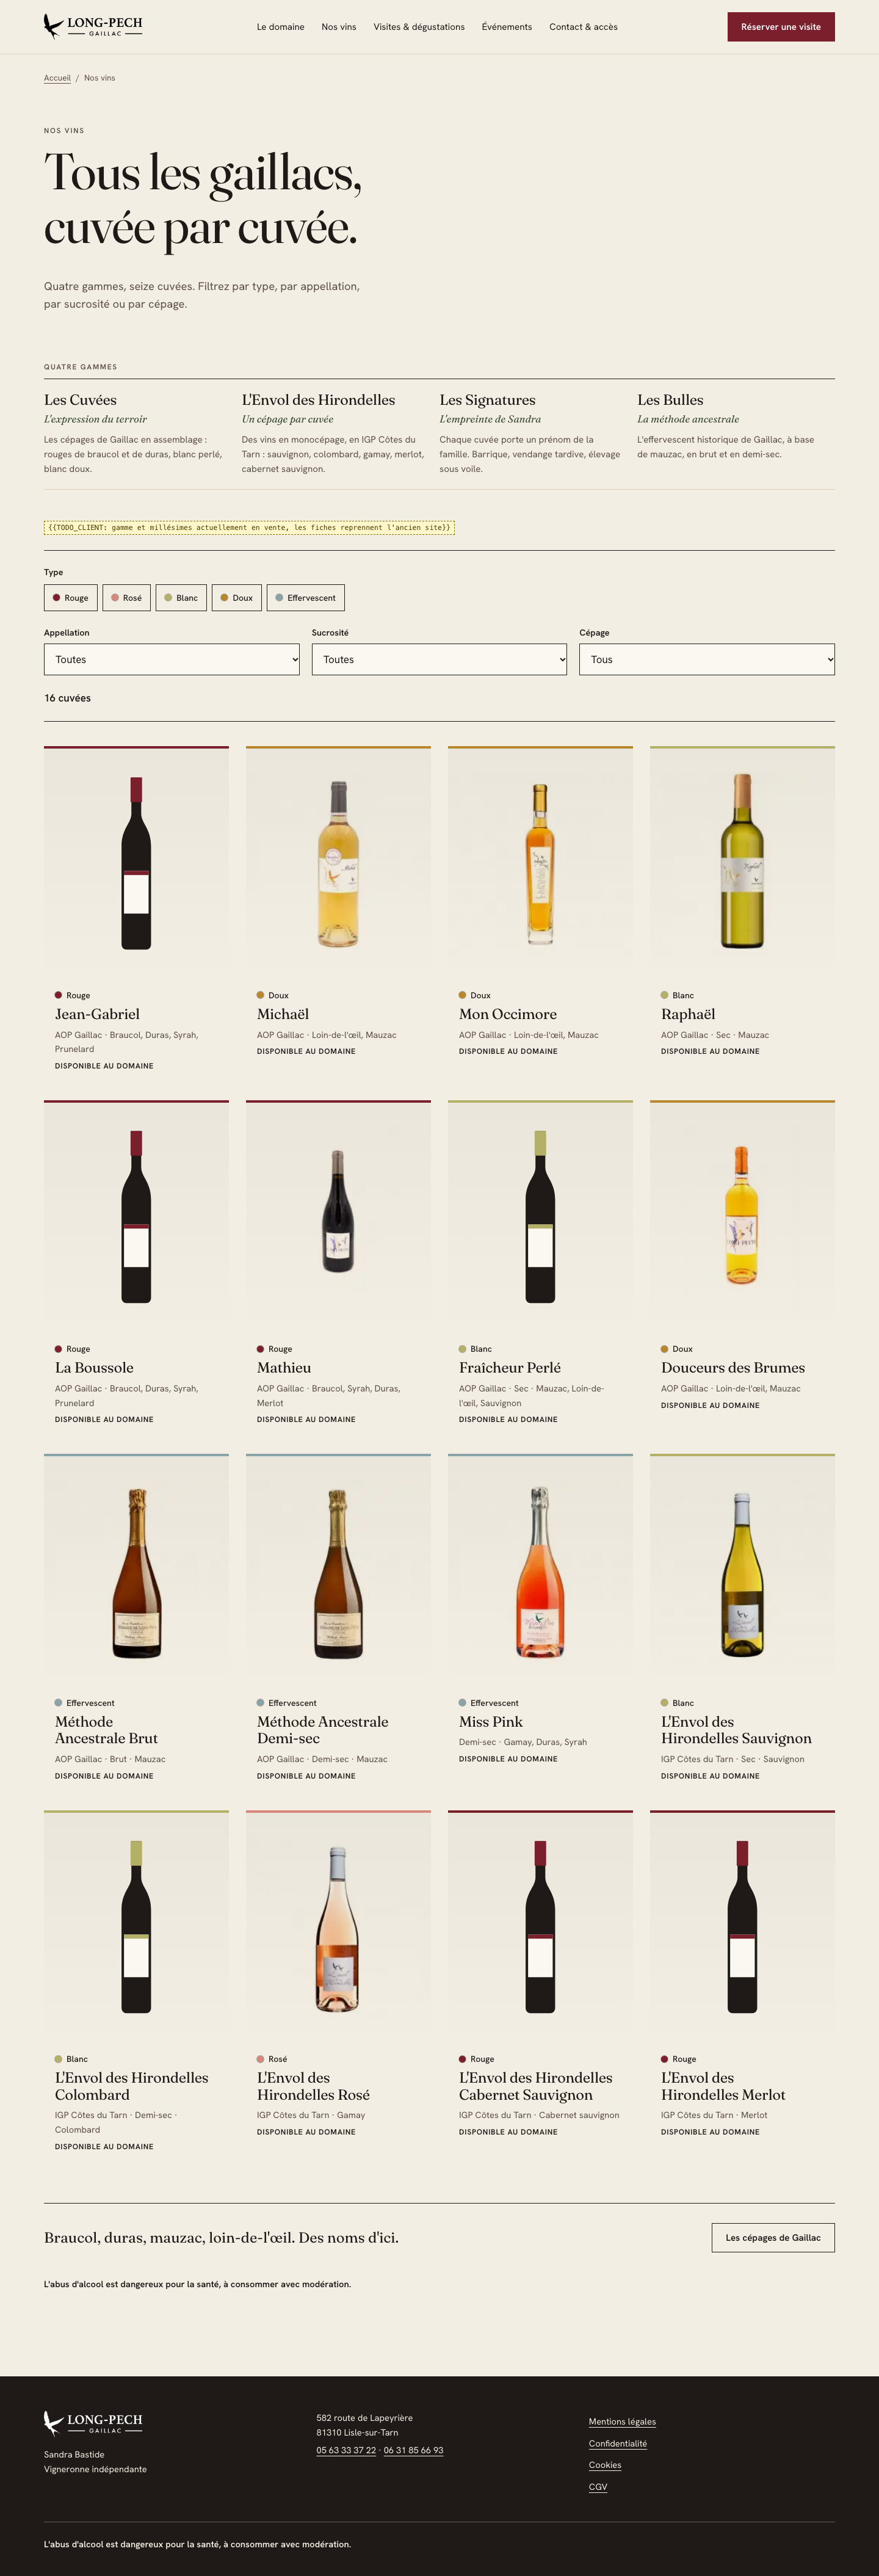 LONG-PECH
GAILLAC
Le domaine
Nos vins
Visites & dégustations
Événements
Contact & accès
Réserver une visite
Accueil / Nos vins
NOS VINS
Tous les gaillacs,
cuvée par cuvée.
Quatre gammes, seize cuvées. Filtrez par type, par appellation,
par sucrosité ou par cépage.
QUATRE GAMMES
Les Cuvées
L'expression du terroir
Les cépages de Gaillac en assemblage :
rouges de braucol et de duras, blanc perlé,
blanc doux.
L'Envol des Hirondelles
Un cépage par cuvée
Des vins en monocépage, en IGP Côtes du
Tarn : sauvignon, colombard, gamay, merlot,
cabernet sauvignon.
Les Signatures
L'empreinte de Sandra
Chaque cuvée porte un prénom de la
famille. Barrique, vendange tardive, élevage
sous voile.
Les Bulles
La méthode ancestrale
L'effervescent historique de Gaillac, à base
de mauzac, en brut et en demi-sec.
{{TODO_CLIENT: gamme et millésimes actuellement en vente, les fiches reprennent l'ancien site}}
Type
Rouge
Rosé
Blanc
Doux
Effervescent
Appellation
Toutes
Sucrosité
Toutes
Cépage
Tous
16 cuvées
Rouge
Jean-Gabriel
AOP Gaillac · Braucol, Duras, Syrah,
Prunelard
DISPONIBLE AU DOMAINE
Doux
Michaël
AOP Gaillac · Loin-de-l'œil, Mauzac
DISPONIBLE AU DOMAINE
Doux
Mon Occimore
AOP Gaillac · Loin-de-l'œil, Mauzac
DISPONIBLE AU DOMAINE
Blanc
Raphaël
AOP Gaillac · Sec · Mauzac
DISPONIBLE AU DOMAINE
Rouge
La Boussole
AOP Gaillac · Braucol, Duras, Syrah,
Prunelard
DISPONIBLE AU DOMAINE
Rouge
Mathieu
AOP Gaillac · Braucol, Syrah, Duras,
Merlot
DISPONIBLE AU DOMAINE
Blanc
Fraîcheur Perlé
AOP Gaillac · Sec · Mauzac, Loin-de-
l'œil, Sauvignon
DISPONIBLE AU DOMAINE
Doux
Douceurs des Brumes
AOP Gaillac · Loin-de-l'œil, Mauzac
DISPONIBLE AU DOMAINE
Effervescent
Méthode
Ancestrale Brut
AOP Gaillac · Brut · Mauzac
DISPONIBLE AU DOMAINE
Effervescent
Méthode Ancestrale
Demi-sec
AOP Gaillac · Demi-sec · Mauzac
DISPONIBLE AU DOMAINE
Effervescent
Miss Pink
Demi-sec · Gamay, Duras, Syrah
DISPONIBLE AU DOMAINE
Blanc
L'Envol des
Hirondelles Sauvignon
IGP Côtes du Tarn · Sec · Sauvignon
DISPONIBLE AU DOMAINE
Blanc
L'Envol des Hirondelles
Colombard
IGP Côtes du Tarn · Demi-sec ·
Colombard
DISPONIBLE AU DOMAINE
Rosé
L'Envol des
Hirondelles Rosé
IGP Côtes du Tarn · Gamay
DISPONIBLE AU DOMAINE
Rouge
L'Envol des Hirondelles
Cabernet Sauvignon
IGP Côtes du Tarn · Cabernet sauvignon
DISPONIBLE AU DOMAINE
Rouge
L'Envol des
Hirondelles Merlot
IGP Côtes du Tarn · Merlot
DISPONIBLE AU DOMAINE
Braucol, duras, mauzac, loin-de-l'œil. Des noms d'ici.
Les cépages de Gaillac
L'abus d'alcool est dangereux pour la santé, à consommer avec modération.
LONG-PECH
GAILLAC
Sandra Bastide
Vigneronne indépendante
582 route de Lapeyrière
81310 Lisle-sur-Tarn
05 63 33 37 22 · 06 31 85 66 93
Mentions légales
Confidentialité
Cookies
CGV
L'abus d'alcool est dangereux pour la santé, à consommer avec modération.